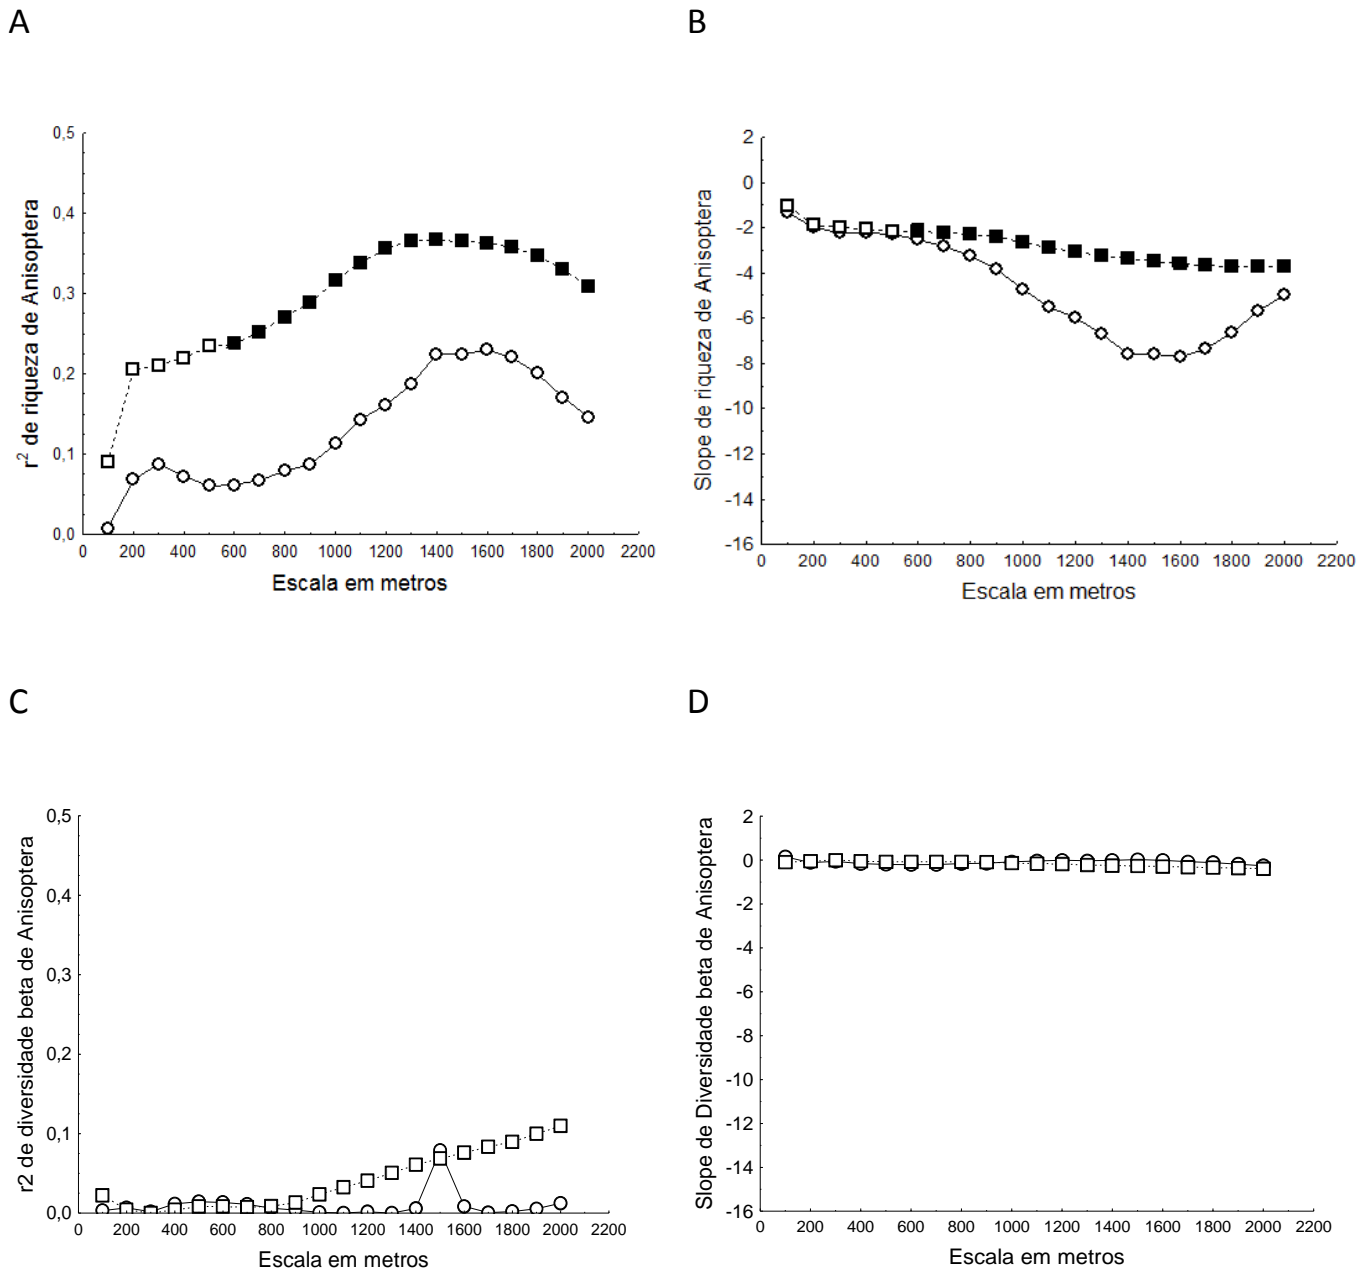 A
B
r2 de riqueza de Anisoptera
0,5
0,4
0,3
0,2
0,1
0,0
0 200 400 600 800 1000 1200 1400 1600 1800 2000 2200
Escala em metros
Slope de riqueza de Anisoptera
2
0
-2
-4
-6
-8
-10
-12
-14
-16
0 200 400 600 800 1000 1200 1400 1600 1800 2000 2200
Escala em metros
C
D
r2 de diversidade beta de Anisoptera
0,5
0,4
0,3
0,2
0,1
0,0
0 200 400 600 800 1000 1200 1400 1600 1800 2000 2200
Escala em metros
Slope de Diversidade beta de Anisoptera
2
0
-2
-4
-6
-8
-10
-12
-14
-16
0 200 400 600 800 1000 1200 1400 1600 1800 2000 2200
Escala em metros